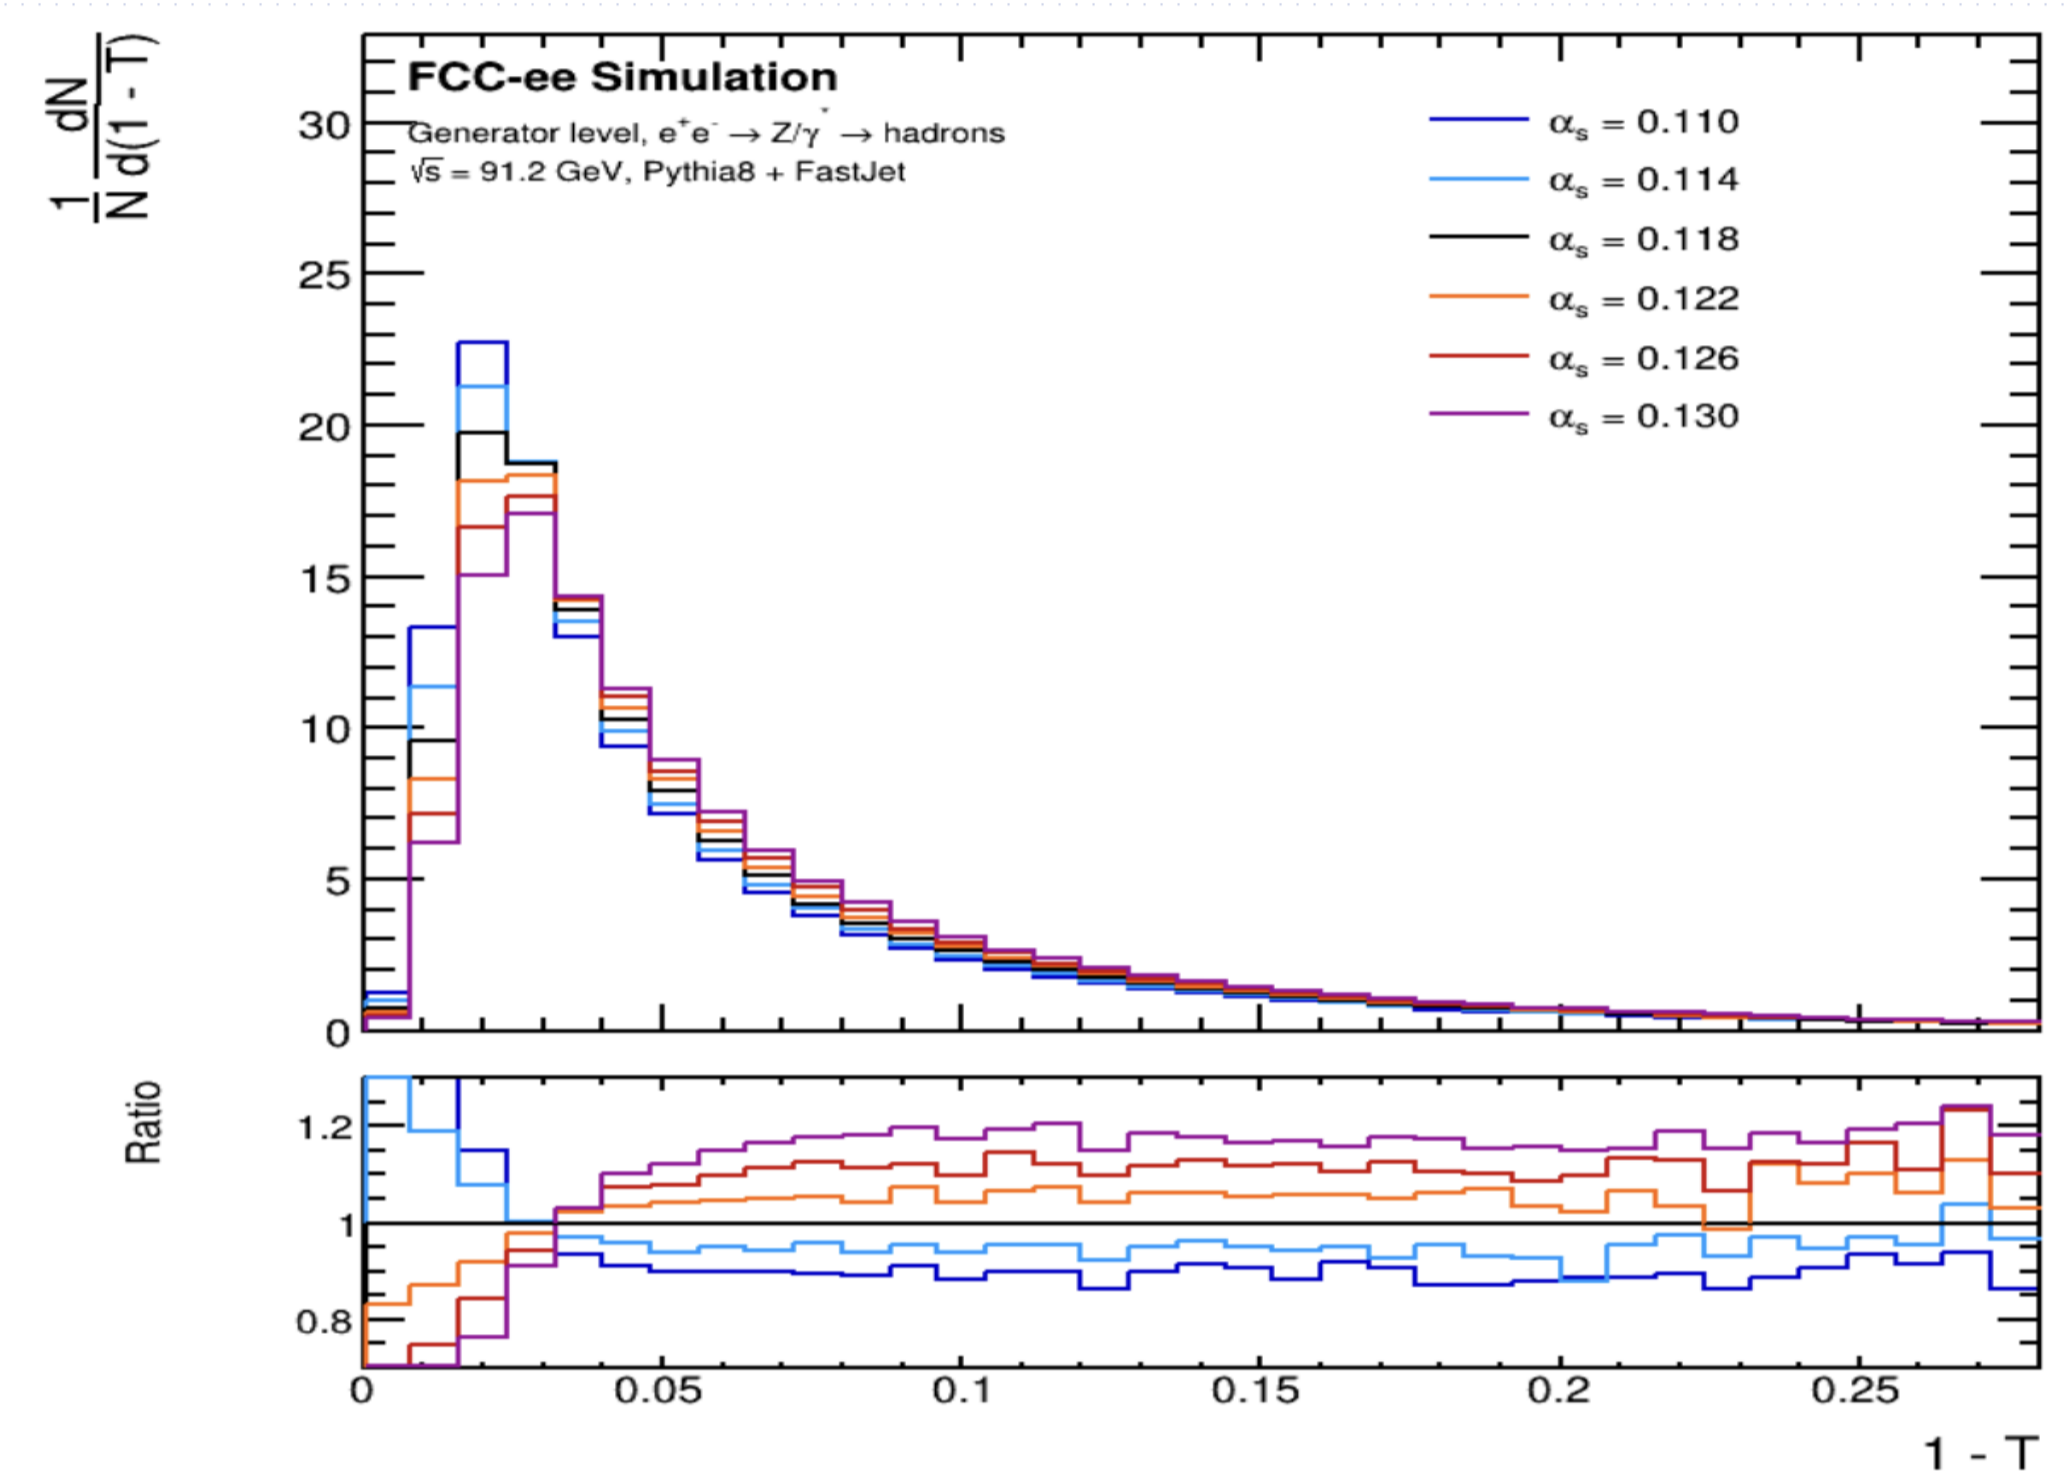 1 dN
N d(1 - T)
FCC-ee Simulation
Generator level, e⁺e⁻ → Z/γ* → hadrons
√s = 91.2 GeV, Pythia8 + FastJet
αₛ = 0.110
αₛ = 0.114
αₛ = 0.118
αₛ = 0.122
αₛ = 0.126
αₛ = 0.130
30
25
20
15
10
5
0
Ratio
1.2
1
0.8
0 0.05 0.1 0.15 0.2 0.25
1 - T